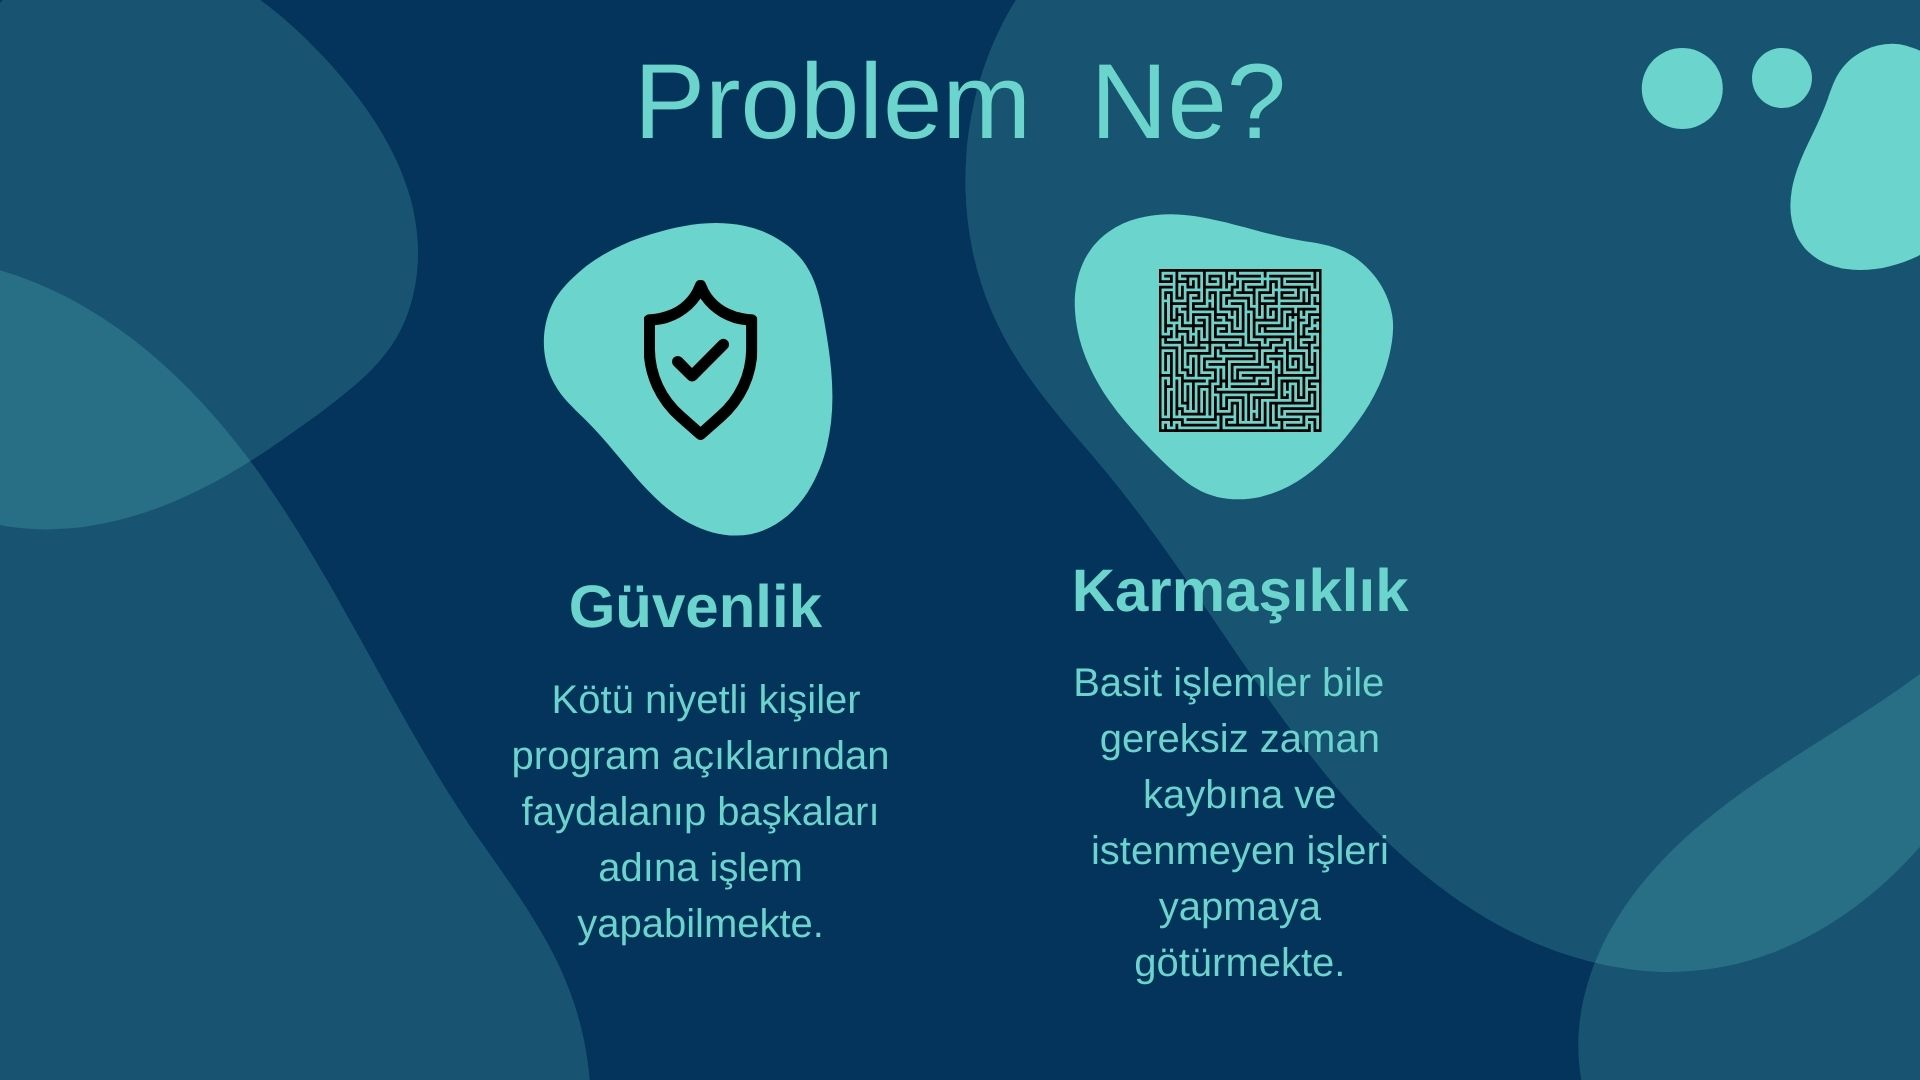 Problem  Ne?
Güvenlik
Kötü niyetli kişiler
program açıklarından
faydalanıp başkaları
adına işlem
yapabilmekte.
Karmaşıklık
Basit işlemler bile
gereksiz zaman
kaybına ve
istenmeyen işleri
yapmaya
götürmekte.